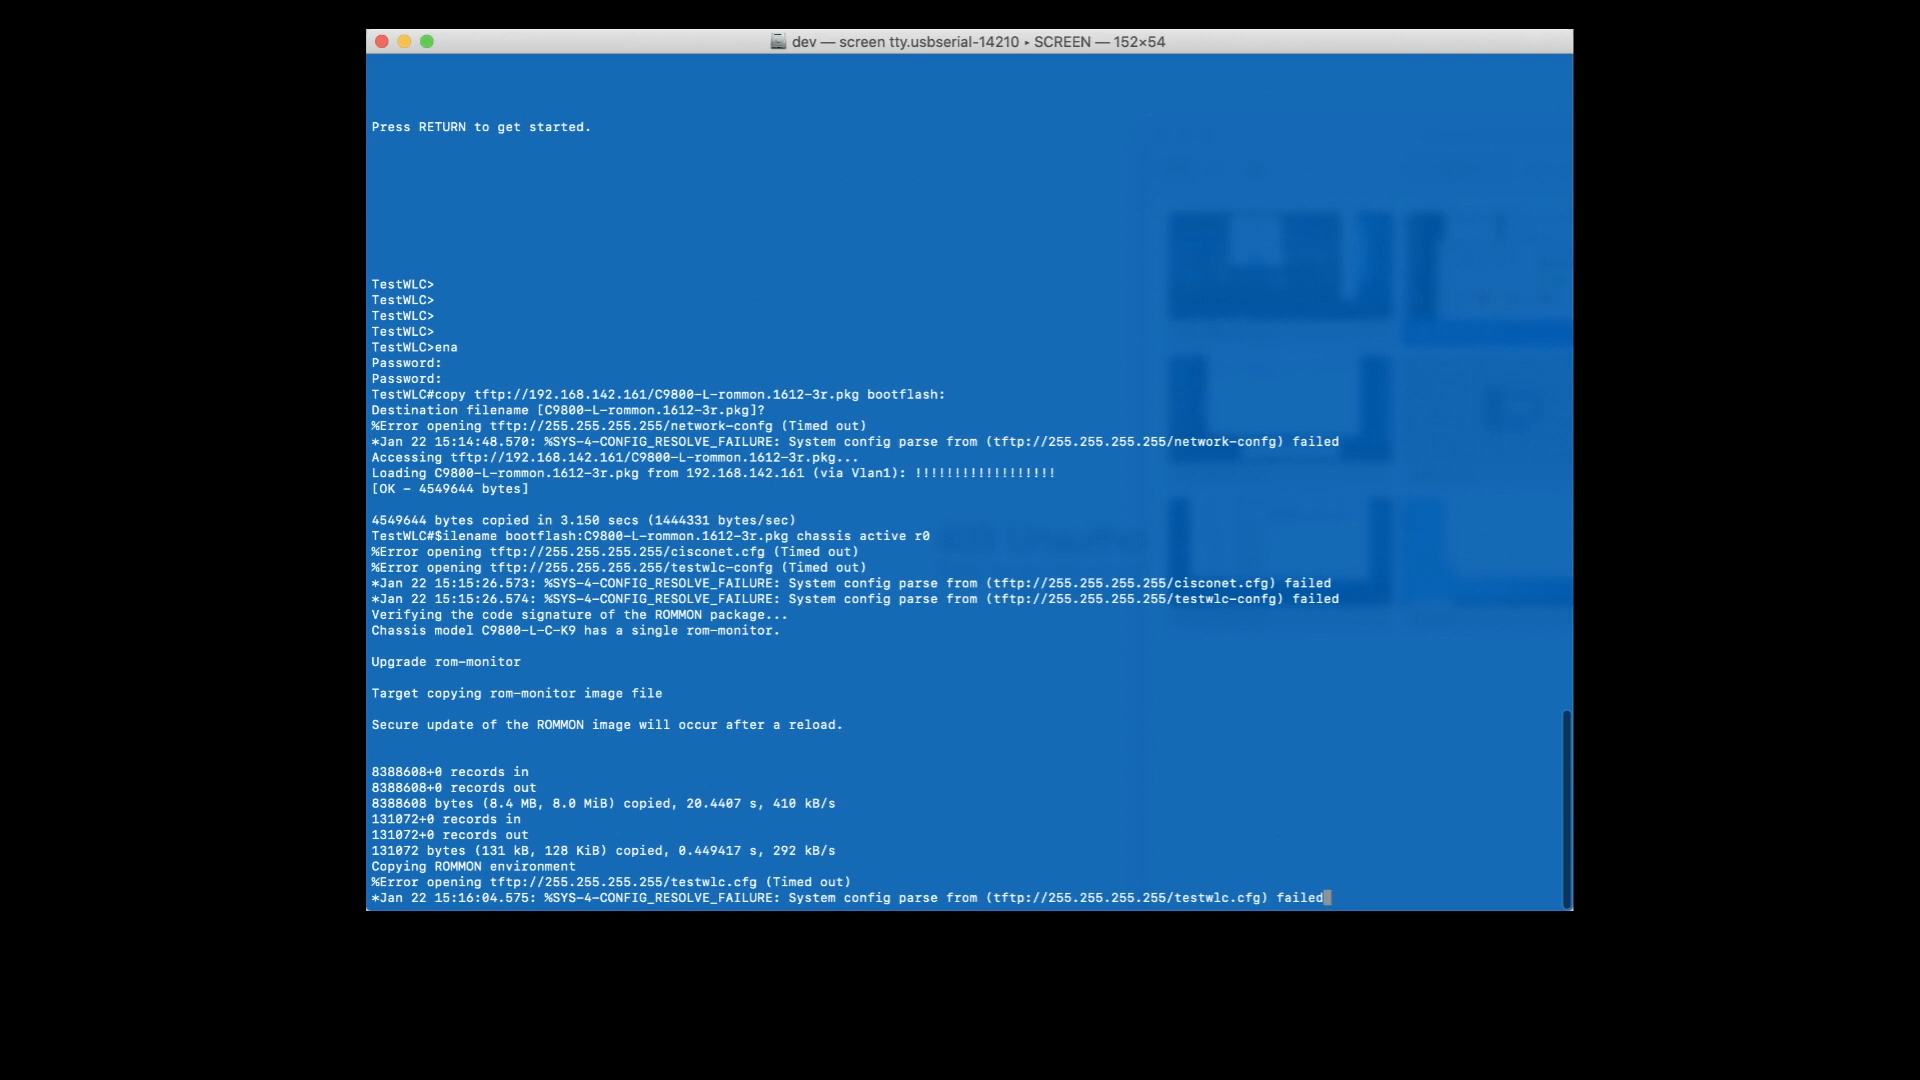 dev — screen tty.usbserial-14210 ▸ SCREEN — 152×54
Press RETURN to get started.
TestWLC>
TestWLC>
TestWLC>
TestWLC>
TestWLC>ena
Password:
Password:
TestWLC#copy tftp://192.168.142.161/C9800-L-rommon.1612-3r.pkg bootflash:
Destination filename [C9800-L-rommon.1612-3r.pkg]?
%Error opening tftp://255.255.255.255/network-confg (Timed out)
*Jan 22 15:14:48.570: %SYS-4-CONFIG_RESOLVE_FAILURE: System config parse from (tftp://255.255.255.255/network-confg) failed
Accessing tftp://192.168.142.161/C9800-L-rommon.1612-3r.pkg...
Loading C9800-L-rommon.1612-3r.pkg from 192.168.142.161 (via Vlan1): !!!!!!!!!!!!!!!!!!
[OK - 4549644 bytes]
4549644 bytes copied in 3.150 secs (1444331 bytes/sec)
TestWLC#$ilename bootflash:C9800-L-rommon.1612-3r.pkg chassis active r0
%Error opening tftp://255.255.255.255/cisconet.cfg (Timed out)
%Error opening tftp://255.255.255.255/testwlc-confg (Timed out)
*Jan 22 15:15:26.573: %SYS-4-CONFIG_RESOLVE_FAILURE: System config parse from (tftp://255.255.255.255/cisconet.cfg) failed
*Jan 22 15:15:26.574: %SYS-4-CONFIG_RESOLVE_FAILURE: System config parse from (tftp://255.255.255.255/testwlc-confg) failed
Verifying the code signature of the ROMMON package...
Chassis model C9800-L-C-K9 has a single rom-monitor.
Upgrade rom-monitor
Target copying rom-monitor image file
Secure update of the ROMMON image will occur after a reload.
8388608+0 records in
8388608+0 records out
8388608 bytes (8.4 MB, 8.0 MiB) copied, 20.4407 s, 410 kB/s
131072+0 records in
131072+0 records out
131072 bytes (131 kB, 128 KiB) copied, 0.449417 s, 292 kB/s
Copying ROMMON environment
%Error opening tftp://255.255.255.255/testwlc.cfg (Timed out)
*Jan 22 15:16:04.575: %SYS-4-CONFIG_RESOLVE_FAILURE: System config parse from (tftp://255.255.255.255/testwlc.cfg) failed